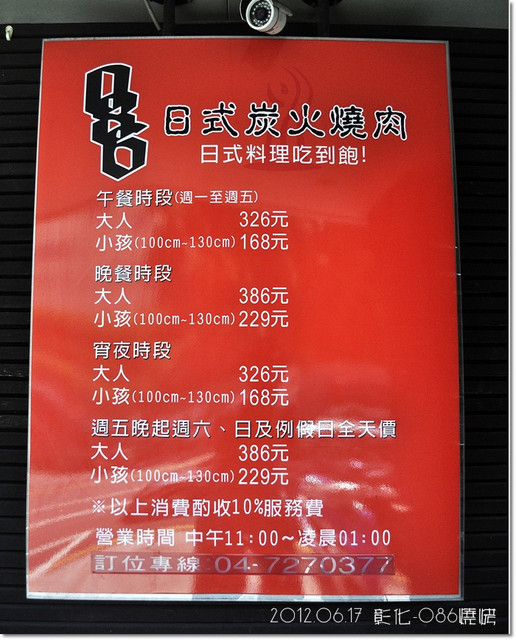 086
日式炭火燒肉
日式料理吃到飽!
午餐時段(週一至週五)
大人 326元
小孩(100cm~130cm)168元
晚餐時段
大人 386元
小孩(100cm~130cm)229元
宵夜時段
大人 326元
小孩(100cm~130cm)168元
週五晚起週六、日及例假日全天價
大人 386元
小孩(100cm~130cm)229元
※以上消費酌收10%服務費
營業時間 中午11:00~凌晨01:00
訂位專線 04-7270377
2012.06.17 彰化-086燒烤